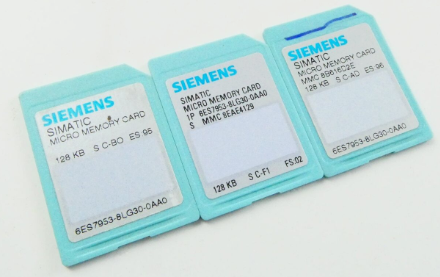 SIEMENS
SIMATIC
MICRO MEMORY CARD
128 KB S C-BO ES:95
6ES7953-8LG30-0AA0
SIEMENS
SIMATIC
MICRO MEMORY CARD
1P 6ES7953-8LG30-0AA0
S MMC 8EAE4129
128 KB S C-F1 FS:02
SIEMENS
SIMATIC
MICRO MEMORY CARD
MMC 8B616D2E
128 KB S C-AD ES:96
6ES7953-8LG30-0AA0